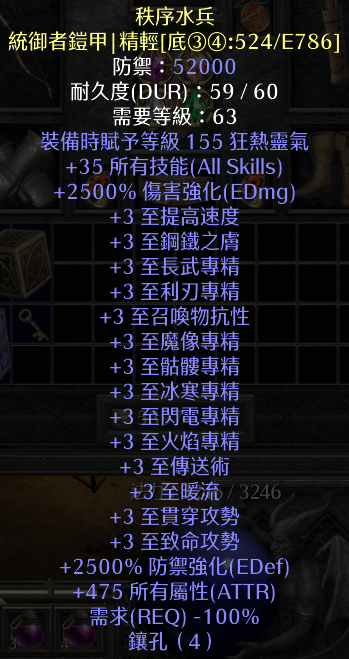 秩序水兵
統御者鎧甲|精輕[底③④:524/E786]
防禦：52000
耐久度(DUR)：59 / 60
需要等級：63
裝備時賦予等級 155 狂熱靈氣
+35 所有技能(All Skills)
+2500% 傷害強化(EDmg)
+3 至提高速度
+3 至鋼鐵之膚
+3 至長武專精
+3 至利刃專精
+3 至召喚物抗性
+3 至魔像專精
+3 至骷髏專精
+3 至冰寒專精
+3 至閃電專精
+3 至火焰專精
+3 至傳送術
+3 至暖流
/ 3246
+3 至貫穿攻勢
+3 至致命攻勢
+2500% 防禦強化(EDef)
+475 所有屬性(ATTR)
需求(REQ) -100%
鑲孔（4）
3
4